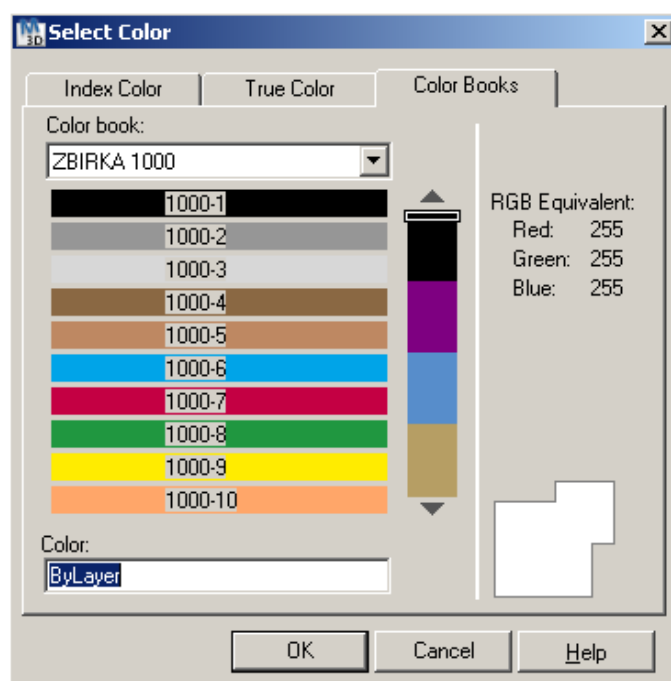 M
3D
Select Color
Index Color
True Color
Color Books
Color book:
ZBIRKA 1000
1000-1
1000-2
1000-3
1000-4
1000-5
1000-6
1000-7
1000-8
1000-9
1000-10
RGB Equivalent:
Red: 255
Green: 255
Blue: 255
Color:
ByLayer
OK
Cancel
Help